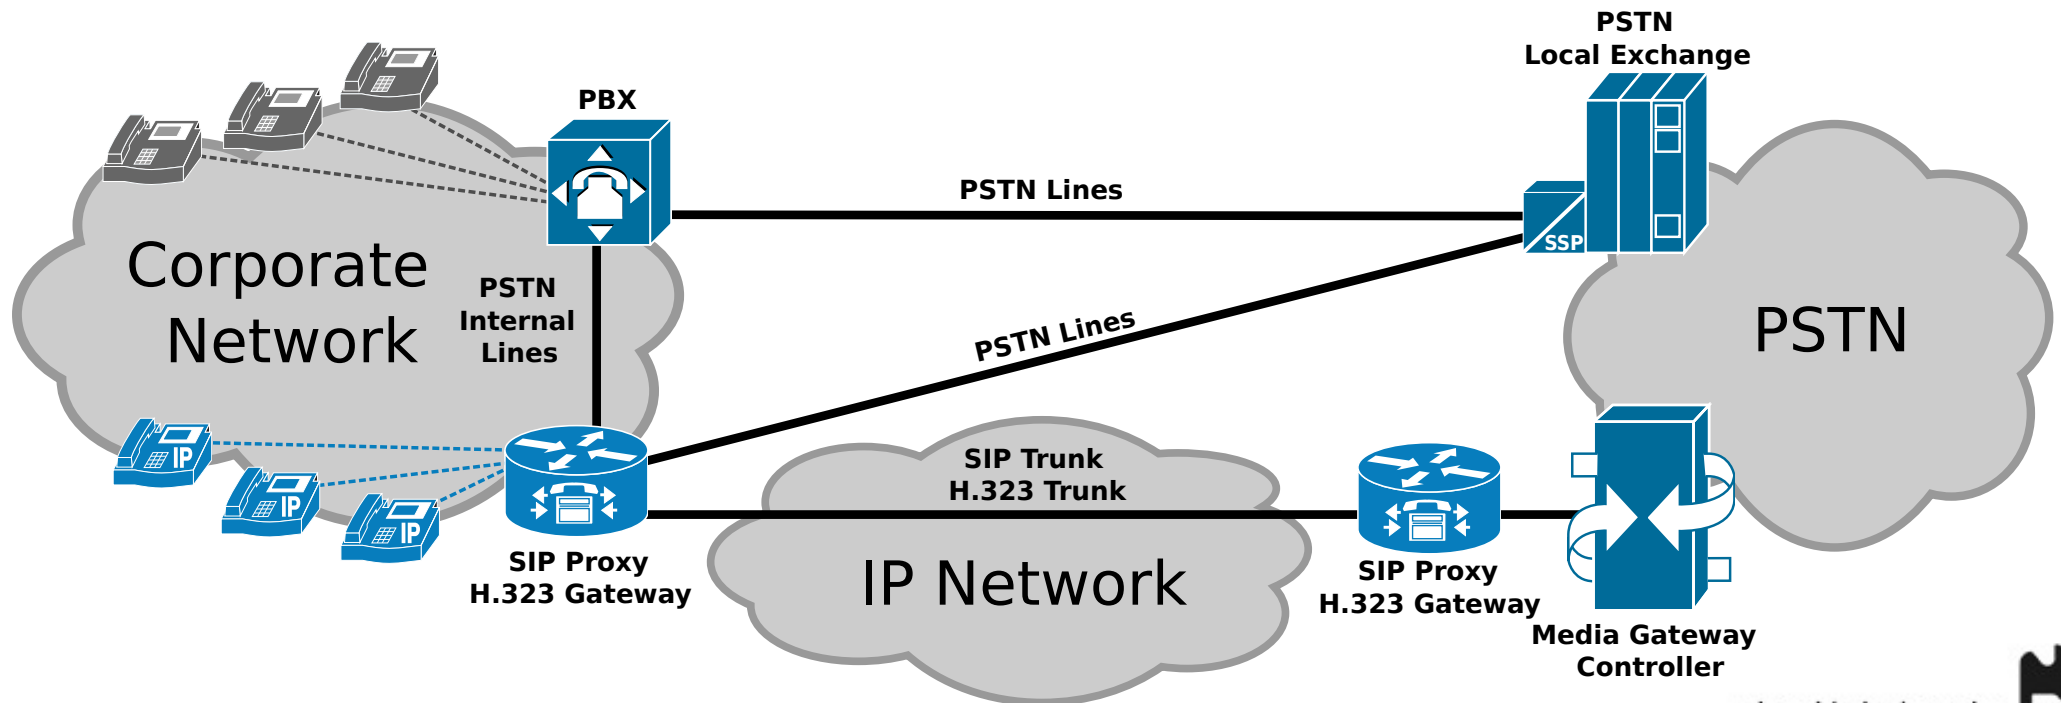 PSTN
Local Exchange
PBX
PSTN Lines
SSP
Corporate
Network
PSTN
Internal
Lines
PSTN Lines
PSTN
IP
IP
IP
SIP Trunk
H.323 Trunk
SIP Proxy
H.323 Gateway
IP Network
SIP Proxy
H.323 Gateway
Media Gateway
Controller